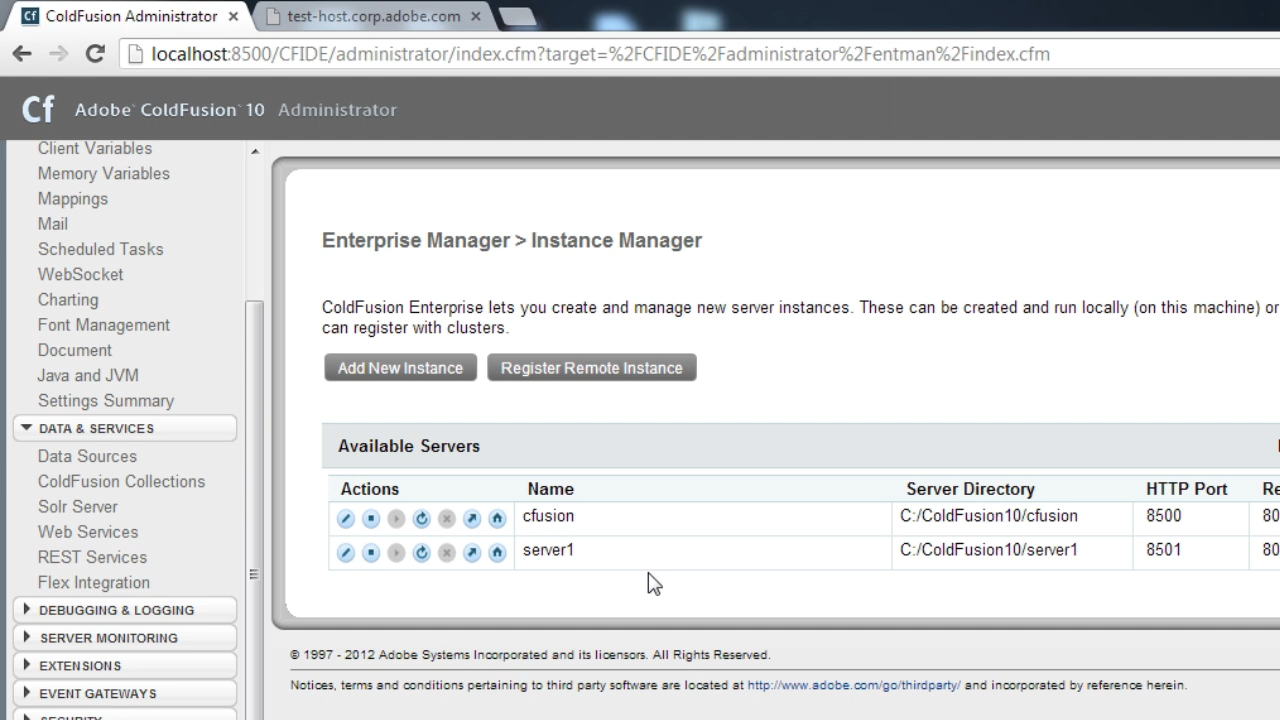 Cf ColdFusion Administrator
test-host.corp.adobe.com
localhost:8500/CFIDE/administrator/index.cfm?target=%2FCFIDE%2Fadministrator%2Fentman%2Findex.cfm
Cf Adobe ColdFusion 10 Administrator
Client Variables
Memory Variables
Mappings
Mail
Scheduled Tasks
WebSocket
Charting
Font Management
Document
Java and JVM
Settings Summary
DATA & SERVICES
Data Sources
ColdFusion Collections
Solr Server
Web Services
REST Services
Flex Integration
DEBUGGING & LOGGING
SERVER MONITORING
EXTENSIONS
EVENT GATEWAYS
SECURITY
Enterprise Manager > Instance Manager
ColdFusion Enterprise lets you create and manage new server instances. These can be created and run locally (on this machine) or
can register with clusters.
Add New Instance Register Remote Instance
Available Servers
Actions Name Server Directory HTTP Port Re
cfusion C:/ColdFusion10/cfusion 8500 80
server1 C:/ColdFusion10/server1 8501 80
© 1997 - 2012 Adobe Systems Incorporated and its licensors. All Rights Reserved.
Notices, terms and conditions pertaining to third party software are located at http://www.adobe.com/go/thirdparty/ and incorporated by reference herein.